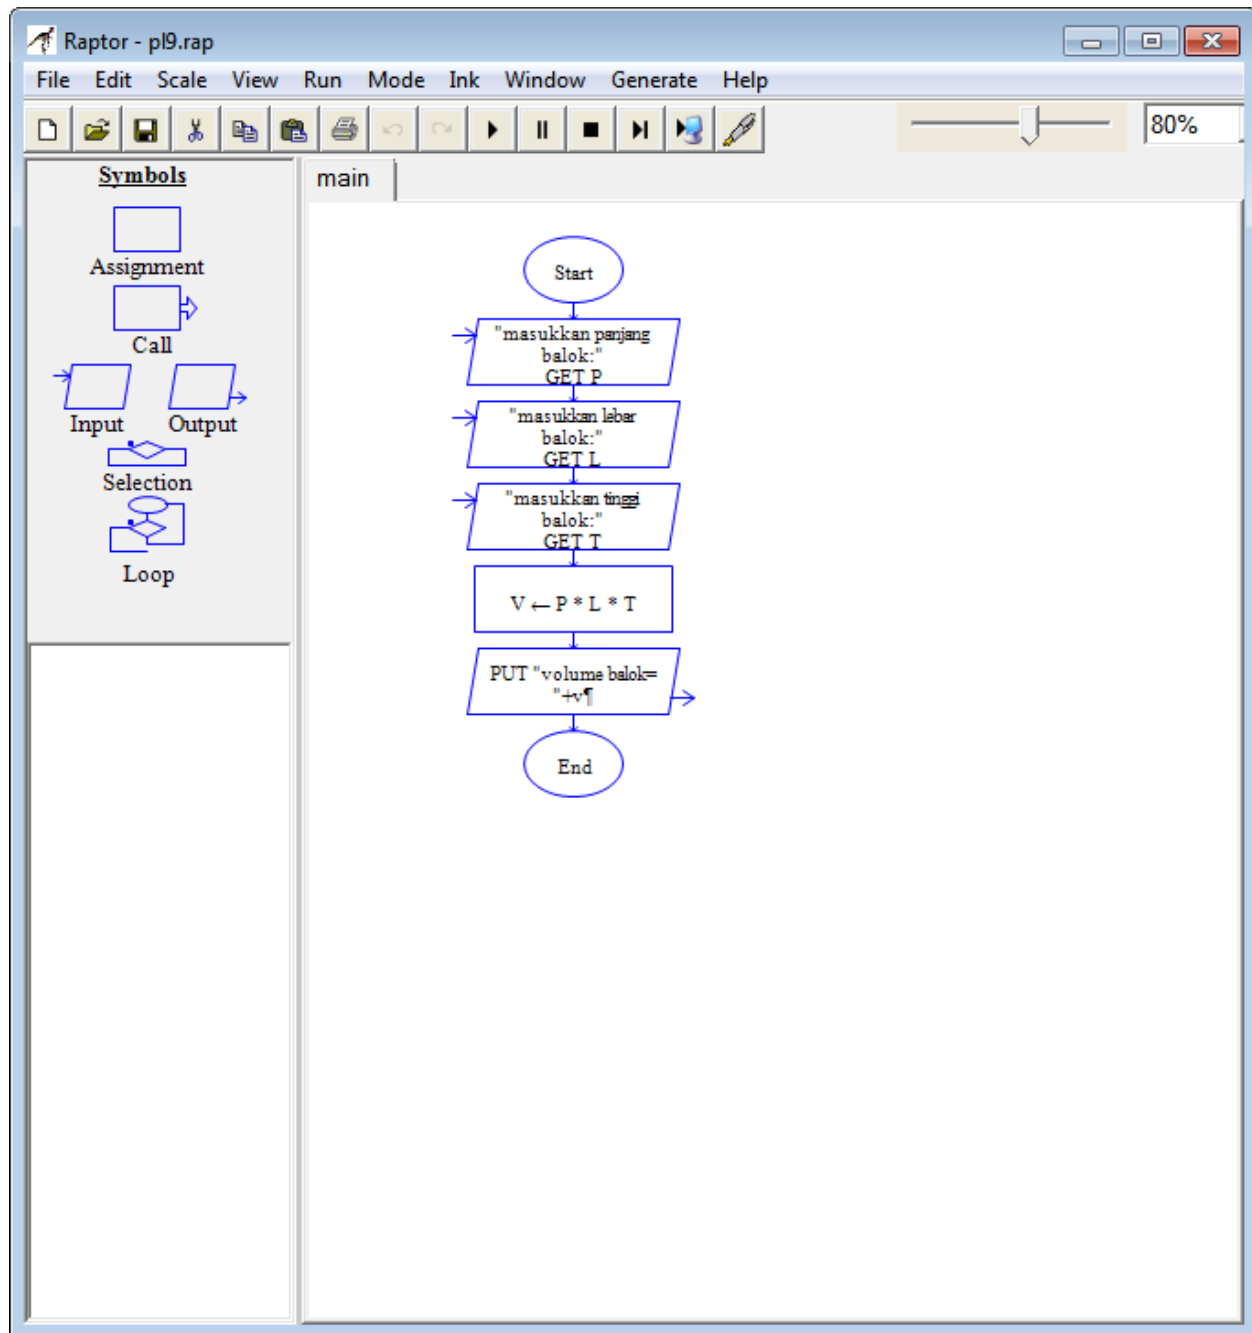 Raptor - pl9.rap
File Edit Scale View Run Mode Ink Window Generate Help
80%
Symbols
Assignment
Call
Input Output
Selection
Loop
main
Start
"masukkan panjang
balok:"
GET P
"masukkan lebar
balok:"
GET L
"masukkan tinggi
balok:"
GET T
V ← P * L * T
PUT "volume balok=
"+v¶
End